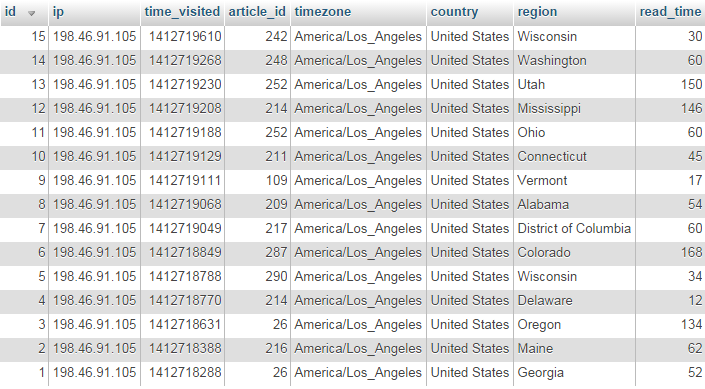 id ip time_visited article_id timezone country region read_time
15 198.46.91.105 1412719610 242 America/Los_Angeles United States Wisconsin 30
14 198.46.91.105 1412719268 248 America/Los_Angeles United States Washington 60
13 198.46.91.105 1412719230 252 America/Los_Angeles United States Utah 150
12 198.46.91.105 1412719208 214 America/Los_Angeles United States Mississippi 146
11 198.46.91.105 1412719188 252 America/Los_Angeles United States Ohio 60
10 198.46.91.105 1412719129 211 America/Los_Angeles United States Connecticut 45
9 198.46.91.105 1412719111 109 America/Los_Angeles United States Vermont 17
8 198.46.91.105 1412719068 209 America/Los_Angeles United States Alabama 54
7 198.46.91.105 1412719049 217 America/Los_Angeles United States District of Columbia 60
6 198.46.91.105 1412718849 287 America/Los_Angeles United States Colorado 168
5 198.46.91.105 1412718788 290 America/Los_Angeles United States Wisconsin 34
4 198.46.91.105 1412718770 214 America/Los_Angeles United States Delaware 12
3 198.46.91.105 1412718631 26 America/Los_Angeles United States Oregon 134
2 198.46.91.105 1412718388 216 America/Los_Angeles United States Maine 62
1 198.46.91.105 1412718288 26 America/Los_Angeles United States Georgia 52